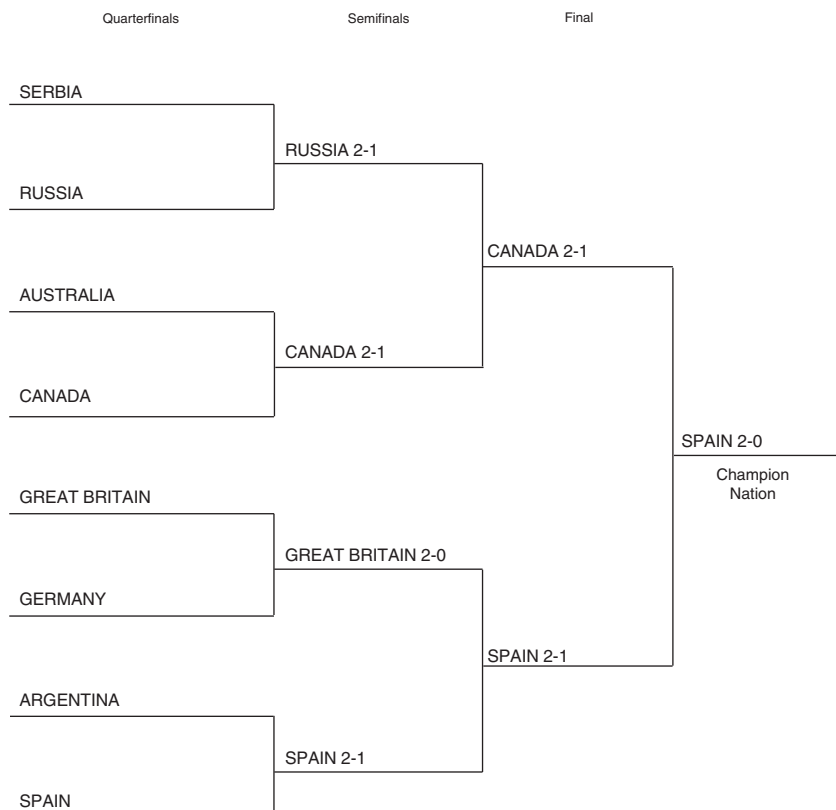 Quarterfinals Semifinals Final
SERBIA
RUSSIA 2-1
RUSSIA
CANADA 2-1
AUSTRALIA
CANADA 2-1
CANADA
SPAIN 2-0
Champion
Nation
GREAT BRITAIN
GREAT BRITAIN 2-0
GERMANY
SPAIN 2-1
ARGENTINA
SPAIN 2-1
SPAIN